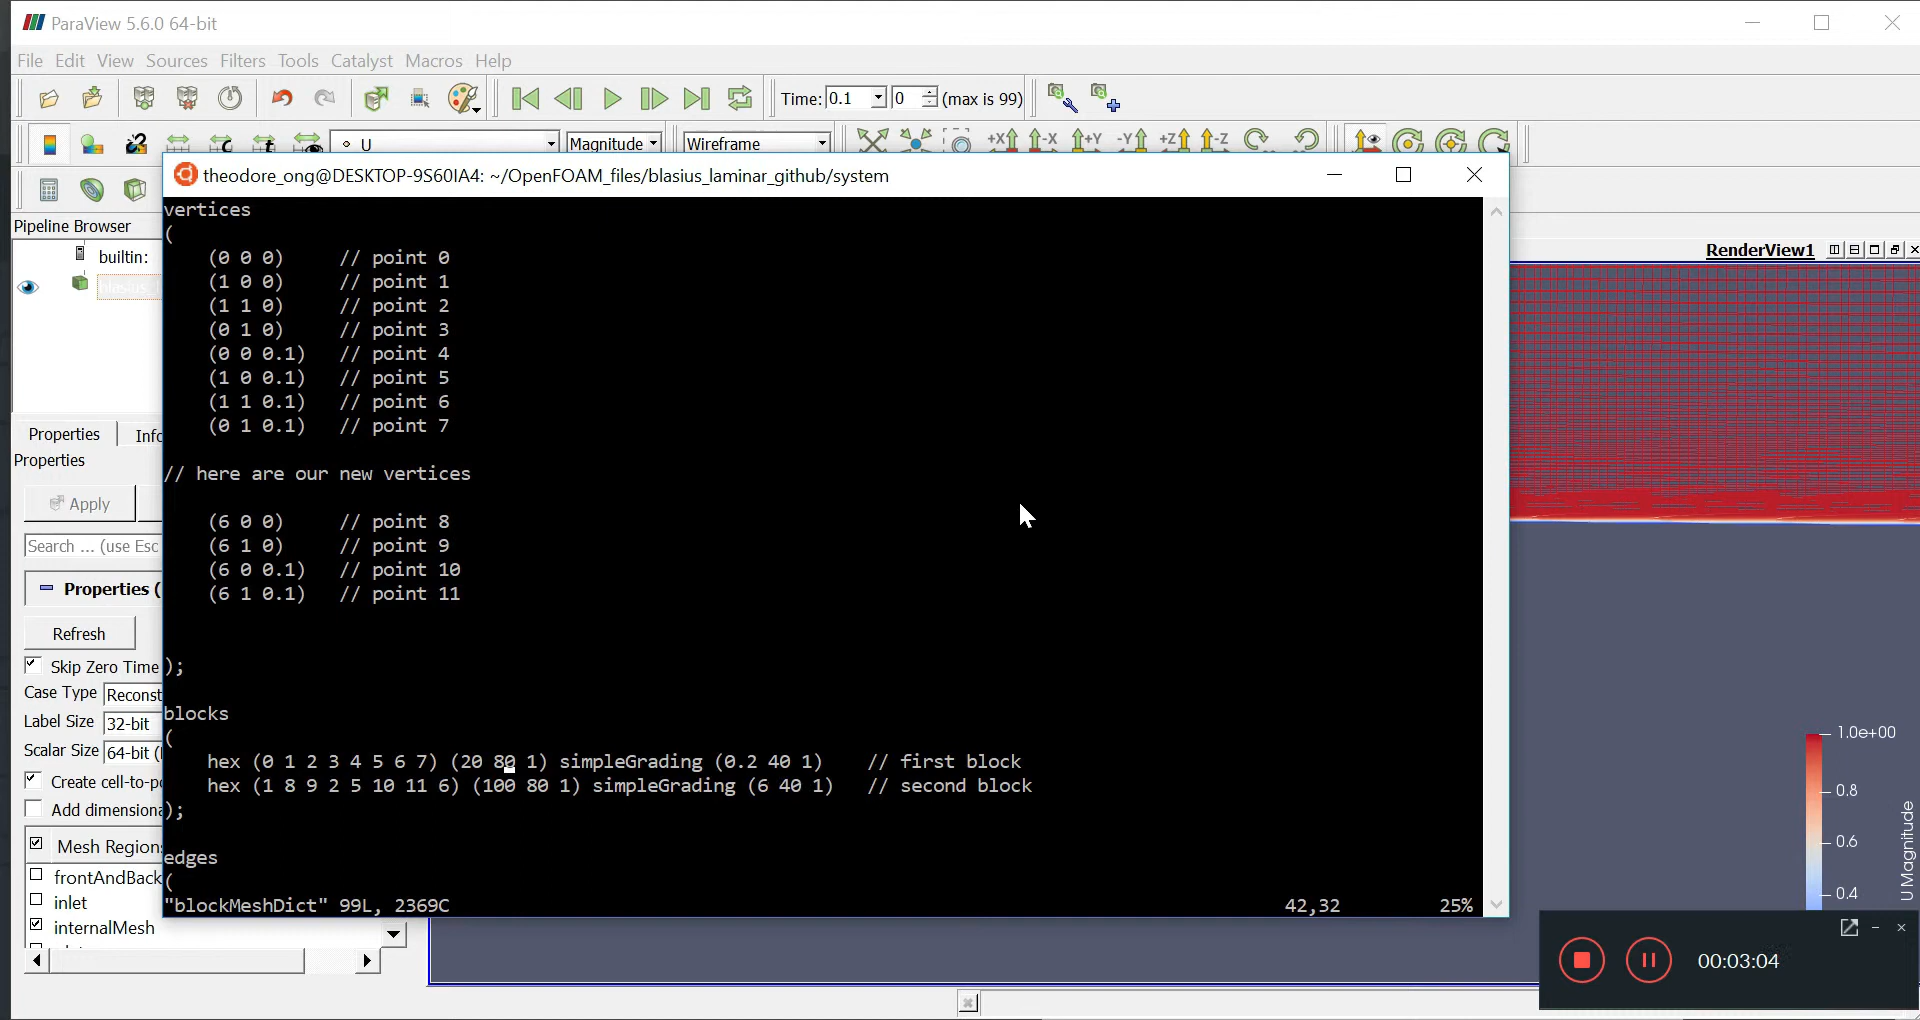 ParaView 5.6.0 64-bit
File Edit View Sources Filters Tools Catalyst Macros Help
Time: 0.1 0 (max is 99)
U Magnitude Wireframe
+X -X +Y -Y +Z -Z
theodore_ong@DESKTOP-9S60IA4: ~/OpenFOAM_files/blasius_laminar_github/system
Pipeline Browser
builtin:
RenderView1
Properties Info
Properties
Apply
Search ... (use Esc
Properties (
Refresh
Skip Zero Time
Case Type Reconst
Label Size 32-bit
Scalar Size 64-bit (
Create cell-to-po
Add dimensiona
Mesh Regions
frontAndBack
inlet
internalMesh
vertices
(
(0 0 0) // point 0
(1 0 0) // point 1
(1 1 0) // point 2
(0 1 0) // point 3
(0 0 0.1) // point 4
(1 0 0.1) // point 5
(1 1 0.1) // point 6
(0 1 0.1) // point 7
// here are our new vertices
(6 0 0) // point 8
(6 1 0) // point 9
(6 0 0.1) // point 10
(6 1 0.1) // point 11
);
blocks
(
hex (0 1 2 3 4 5 6 7) (20 80 1) simpleGrading (0.2 40 1) // first block
hex (1 8 9 2 5 10 11 6) (100 80 1) simpleGrading (6 40 1) // second block
);
edges
(
"blockMeshDict" 99L, 2369C 42,32 25%
1.0e+00
0.8
0.6
0.4
U Magnitude
00:03:04